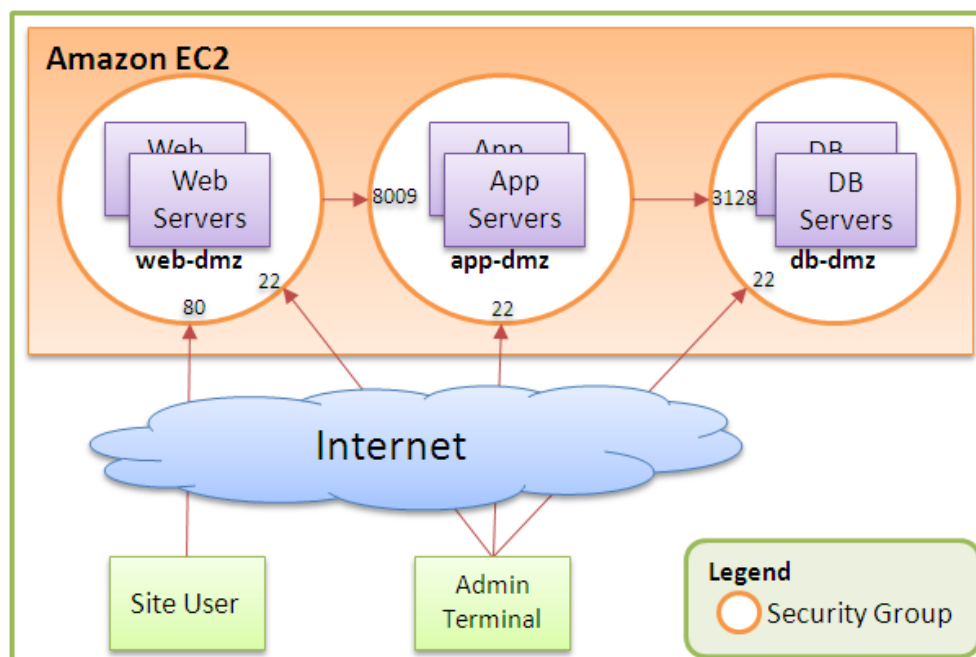 Amazon EC2
Web
Web
Servers
web-dmz
22
80
8009
App
App
Servers
app-dmz
22
3128
DB
DB
Servers
db-dmz
22
Internet
Site User
Admin
Terminal
Legend
Security Group